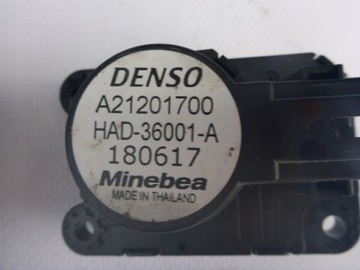 DENSO
A21201700
HAD-36001-A
180617
Minebea
MADE IN THAILAND